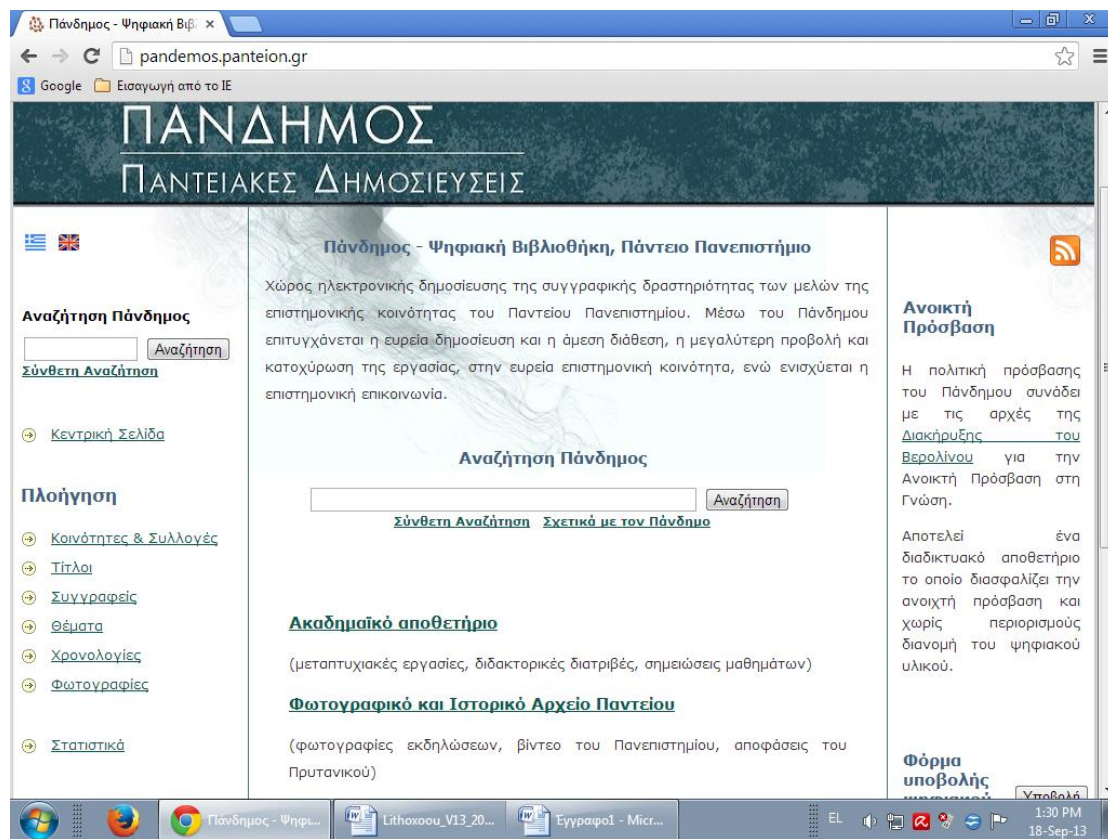 Πάνδημος - Ψηφιακή Βιβ
pandemos.panteion.gr
Google Εισαγωγή από το IE
ΠΑΝΔΗΜΟΣ
ΠΑΝΤΕΙΑΚΕΣ ΔΗΜΟΣΙΕΥΣΕΙΣ
Αναζήτηση Πάνδημος
Αναζήτηση
Σύνθετη Αναζήτηση
Κεντρική Σελίδα
Πλοήγηση
Κοινότητες & Συλλογές
Τίτλοι
Συγγραφείς
Θέματα
Χρονολογίες
Φωτογραφίες
Στατιστικά
Πάνδημος - Ψηφιακή Βιβλιοθήκη, Πάντειο Πανεπιστήμιο
Χώρος ηλεκτρονικής δημοσίευσης της συγγραφικής δραστηριότητας των μελών της
επιστημονικής κοινότητας του Παντείου Πανεπιστημίου. Μέσω του Πάνδημου
επιτυγχάνεται η ευρεία δημοσίευση και η άμεση διάθεση, η μεγαλύτερη προβολή και
κατοχύρωση της εργασίας, στην ευρεία επιστημονική κοινότητα, ενώ ενισχύεται η
επιστημονική επικοινωνία.
Αναζήτηση Πάνδημος
Αναζήτηση
Σύνθετη Αναζήτηση Σχετικά με τον Πάνδημο
Ακαδημαϊκό αποθετήριο
(μεταπτυχιακές εργασίες, διδακτορικές διατριβές, σημειώσεις μαθημάτων)
Φωτογραφικό και Ιστορικό Αρχείο Παντείου
(φωτογραφίες εκδηλώσεων, βίντεο του Πανεπιστημίου, αποφάσεις του
Πρυτανικού)
Ανοικτή
Πρόσβαση
Η πολιτική πρόσβασης
του Πάνδημου συνάδει
με τις αρχές της
Διακήρυξης του
Βερολίνου για την
Ανοικτή Πρόσβαση στη
Γνώση.
Αποτελεί ένα
διαδικτυακό αποθετήριο
το οποίο διασφαλίζει την
ανοιχτή πρόσβαση και
χωρίς περιορισμούς
διανομή του ψηφιακού
υλικού.
Φόρμα
υποβολής
Υποβολή
Πάνδημος - Ψηφι...
Lithoxoou_V13_20...
Έγγραφο1 - Micr...
EL
1:30 PM
18-Sep-13